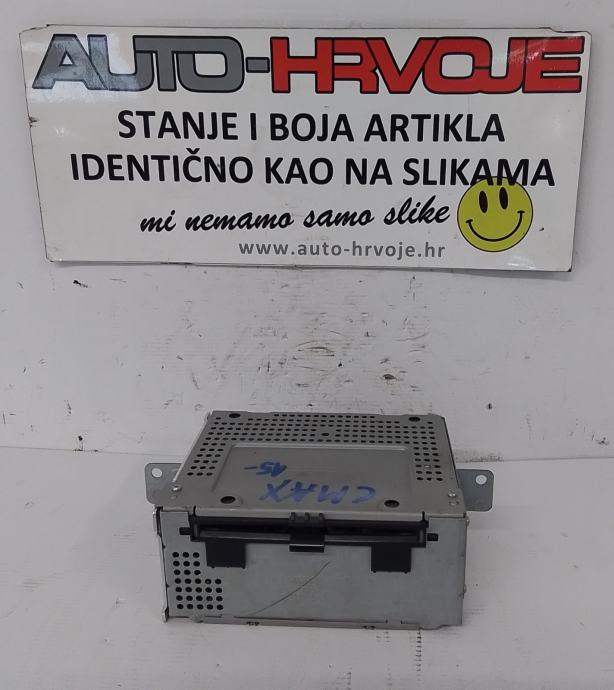 AUTO-HRVOJE
STANJE I BOJA ARTIKLA
IDENTIČNO KAO NA SLIKAMA
mi nemamo samo slike
www.auto-hrvoje.hr
CMAX
15-